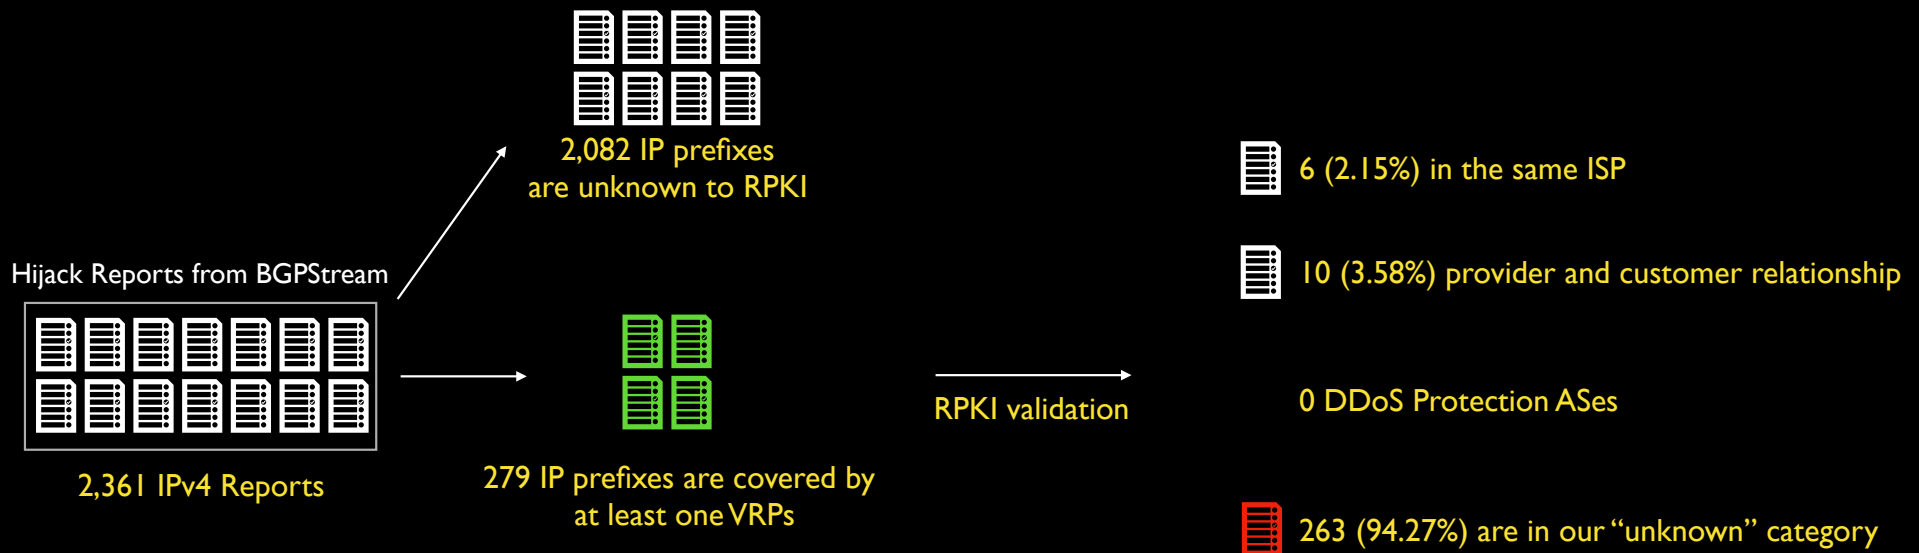 2,082 IP prefixes
are unknown to RPKI
Hijack Reports from BGPStream
2,361 IPv4 Reports
279 IP prefixes are covered by
at least one VRPs
RPKI validation
6 (2.15%) in the same ISP
10 (3.58%) provider and customer relationship
0 DDoS Protection ASes
263 (94.27%) are in our “unknown” category